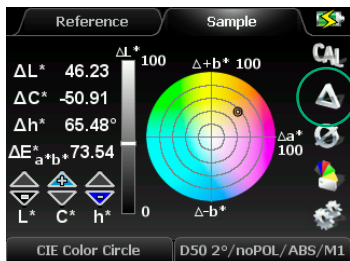 Reference Sample
ΔL* 100 Δ+b* 100 CAL
ΔL* 46.23
ΔC* -50.91
Δh* 65.48° Δa*
100
ΔE*a*b* 73.54
L* C* h* 0 Δ-b*
CIE Color Circle D50 2°/noPOL/ABS/M1